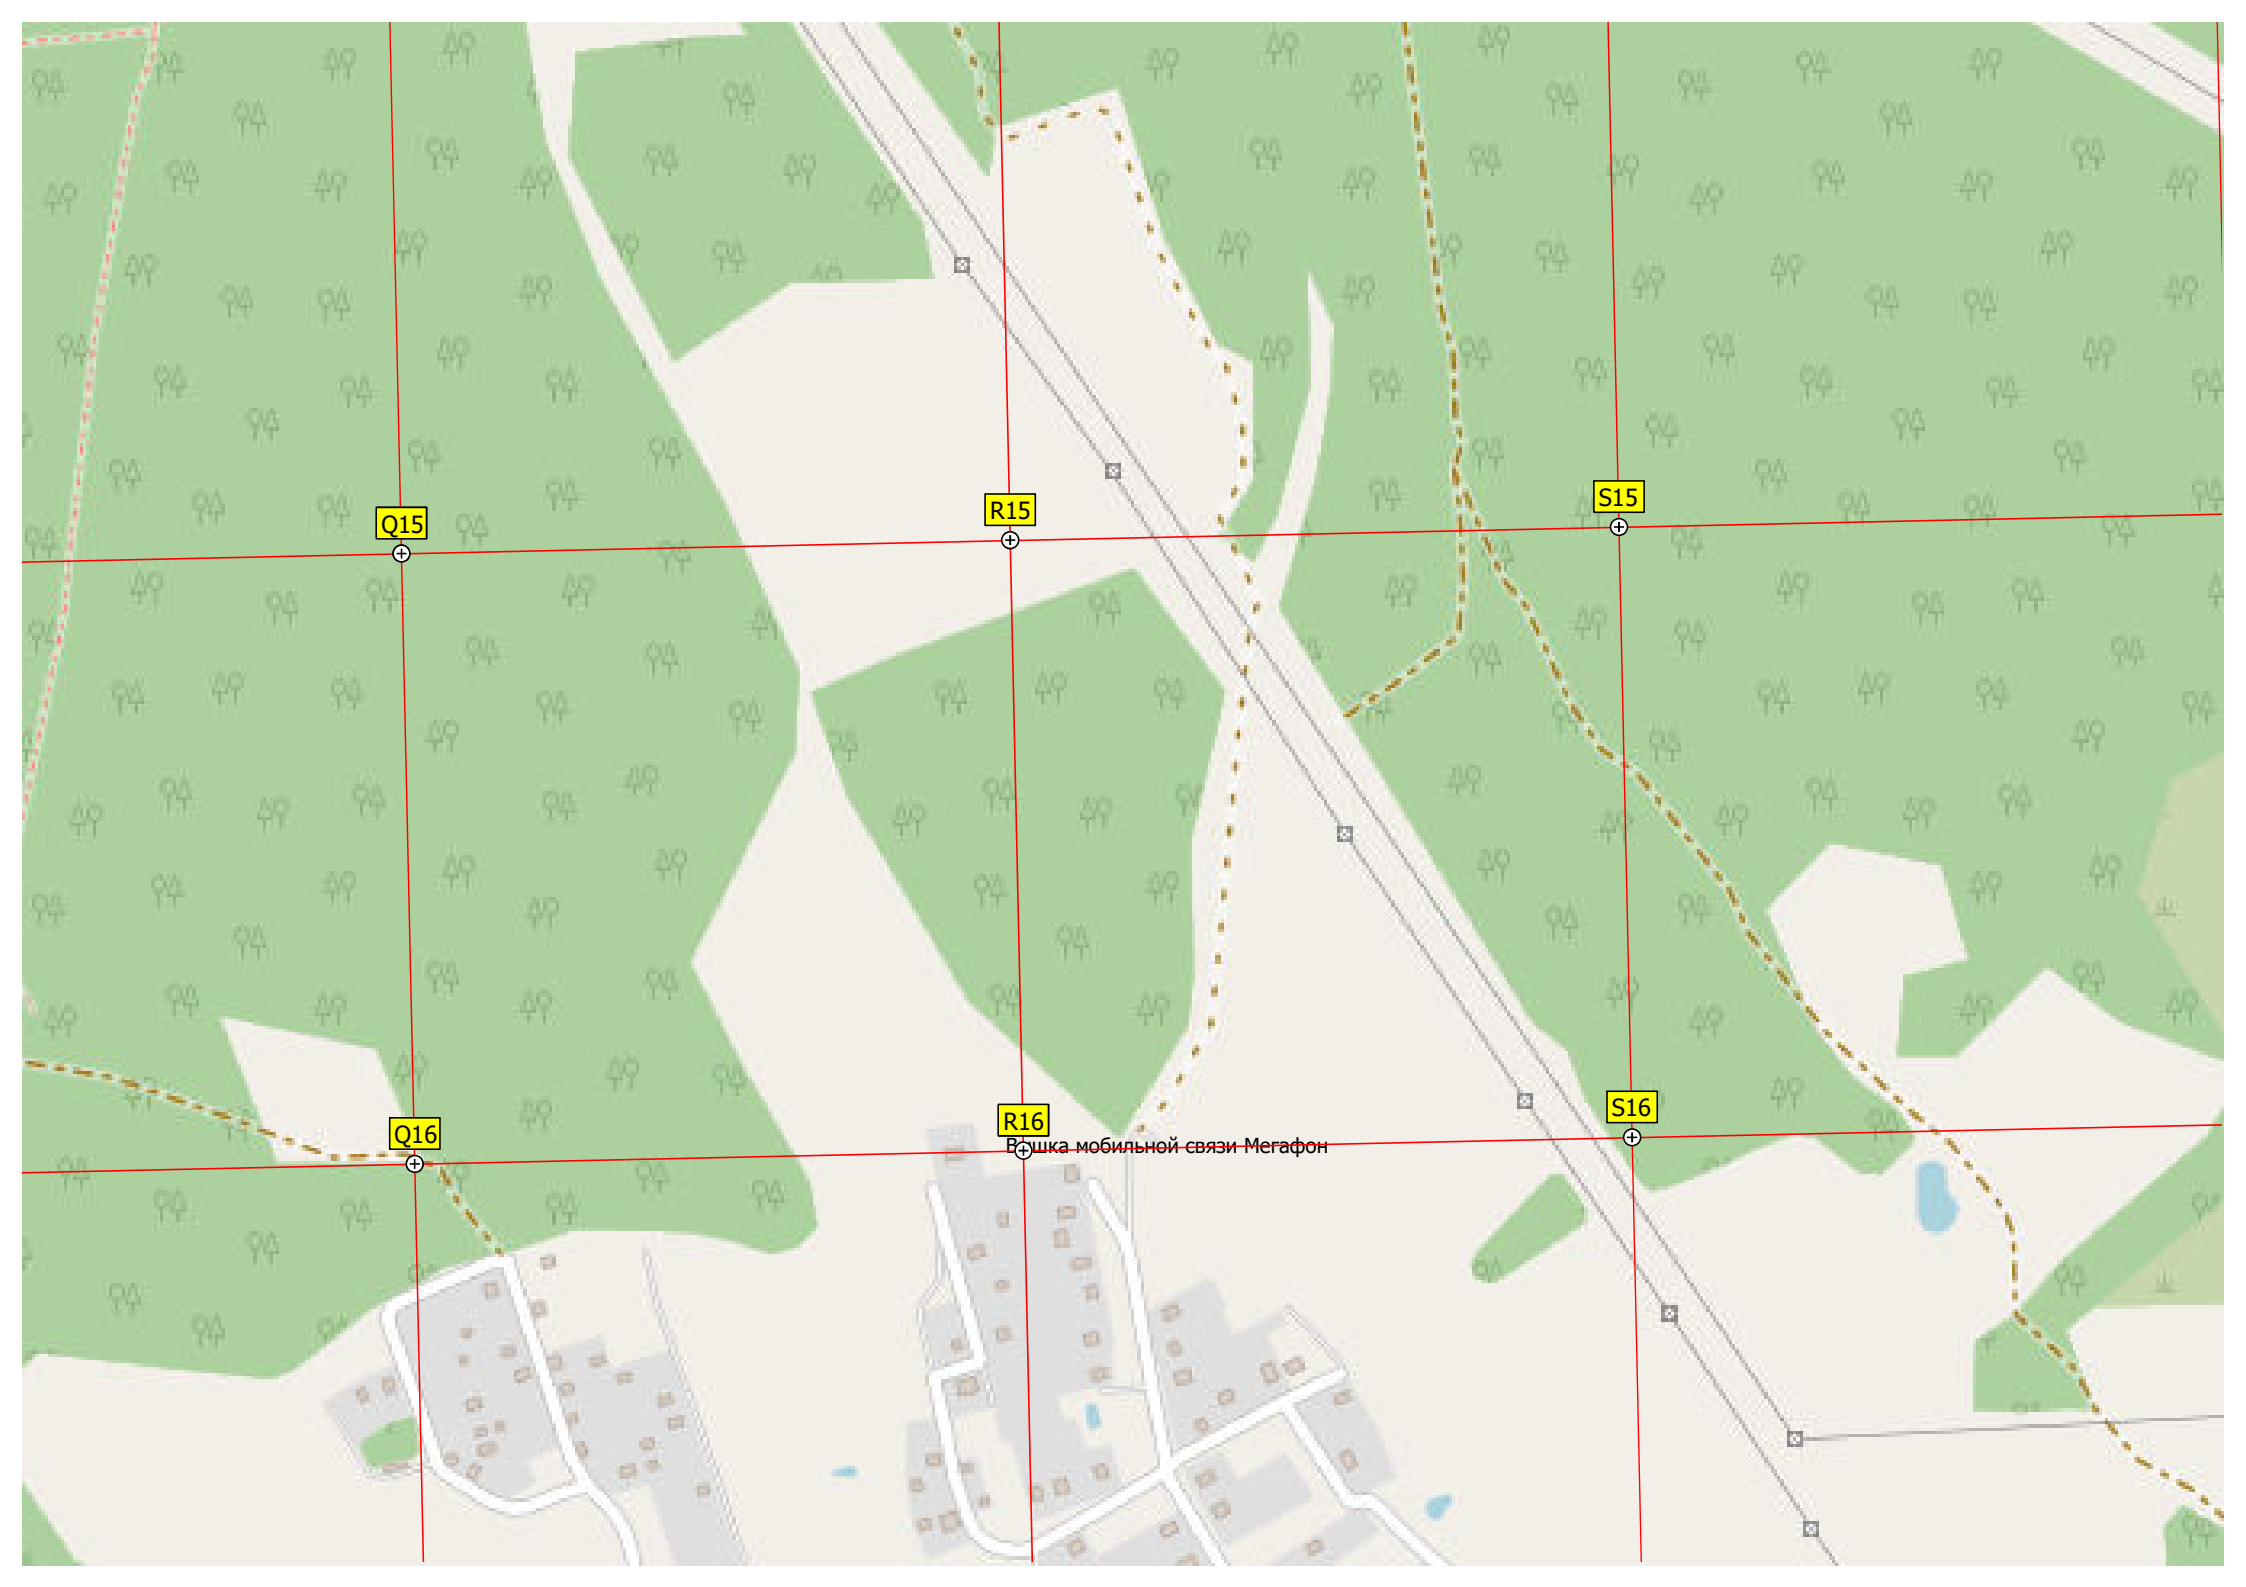 S15
R15
Q15
S16
R16
Q16
Вышка мобильной связи Мегафон